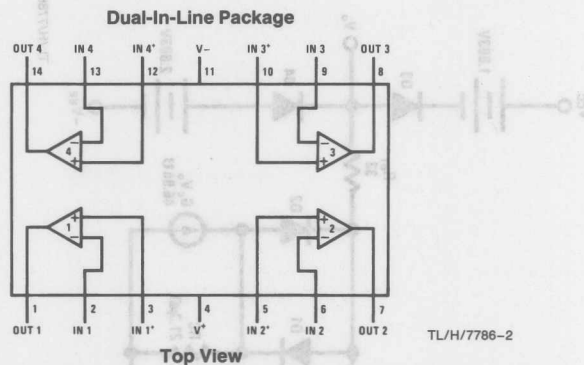 Dual-In-Line Package
OUT 4 IN 4 IN 4+ V− IN 3+ IN 3 OUT 3
14 13 12 11 10 9 8
− −
4 3
+ +
+ +
1 2
− −
1 2 3 4 5 6 7
OUT 1 IN 1 IN 1+ V+ IN 2+ IN 2 OUT 2
TL/H/7786–2
Top View